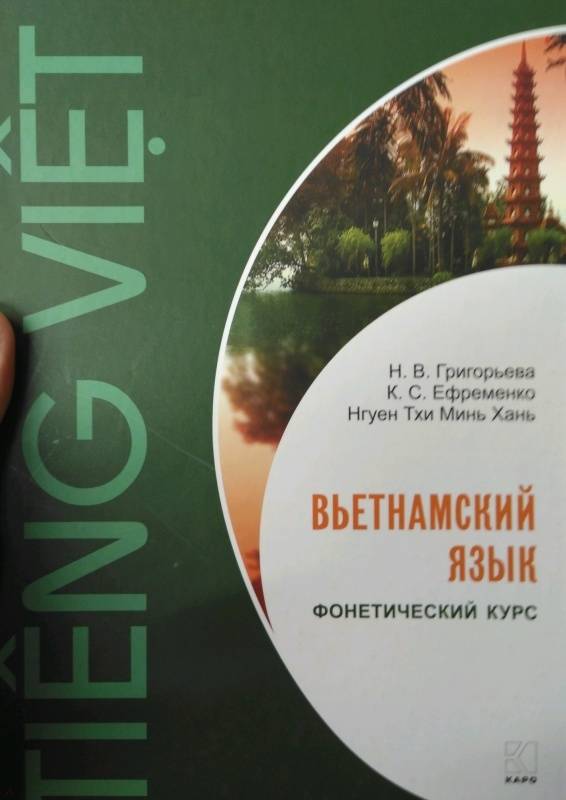 TIẾNG VIỆT
Н. В. Григорьева
К. С. Ефременко
Нгуен Тхи Минь Хань
ВЬЕТНАМСКИЙ
ЯЗЫК
ФОНЕТИЧЕСКИЙ КУРС
КАРО